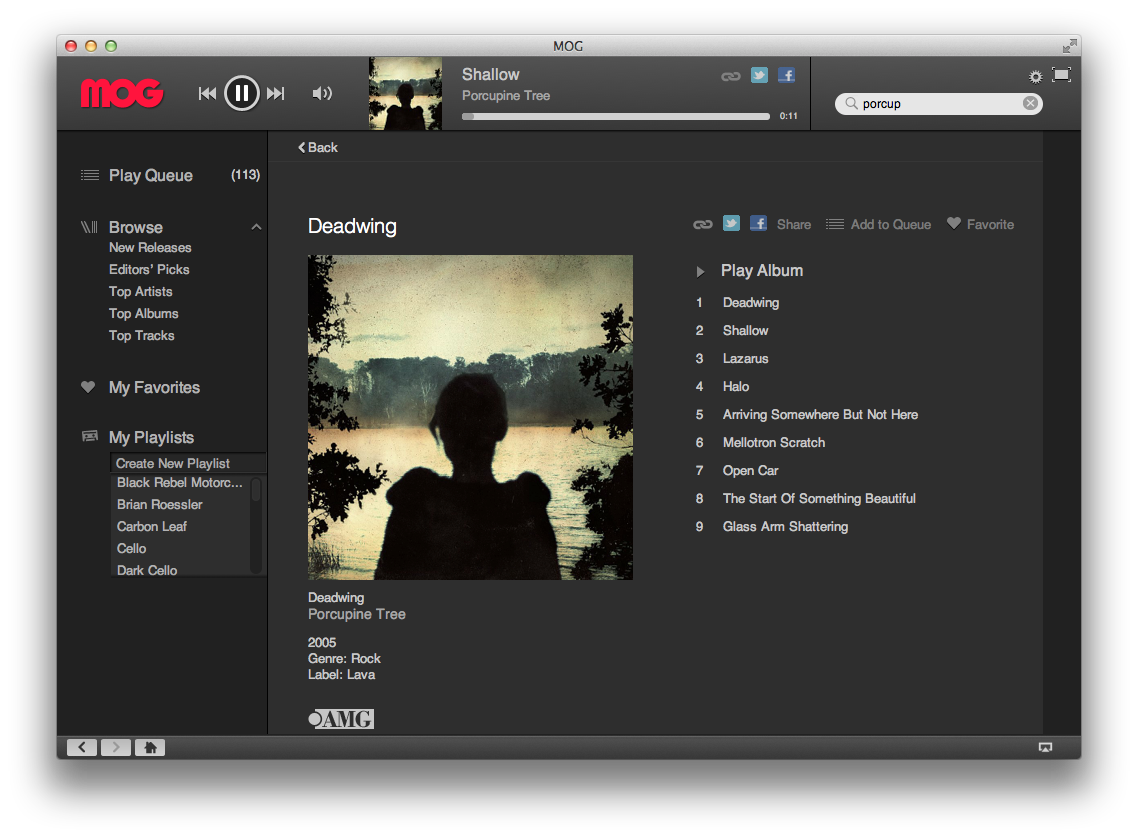 MOG
MOG
Shallow
Porcupine Tree
0:11
porcup
Back
Play Queue (113)
Browse
New Releases
Editors' Picks
Top Artists
Top Albums
Top Tracks
My Favorites
My Playlists
Create New Playlist
Black Rebel Motorc...
Brian Roessler
Carbon Leaf
Cello
Dark Cello
Deadwing
Share Add to Queue Favorite
Play Album
1 Deadwing
2 Shallow
3 Lazarus
4 Halo
5 Arriving Somewhere But Not Here
6 Mellotron Scratch
7 Open Car
8 The Start Of Something Beautiful
9 Glass Arm Shattering
Deadwing
Porcupine Tree
2005
Genre: Rock
Label: Lava
AMG